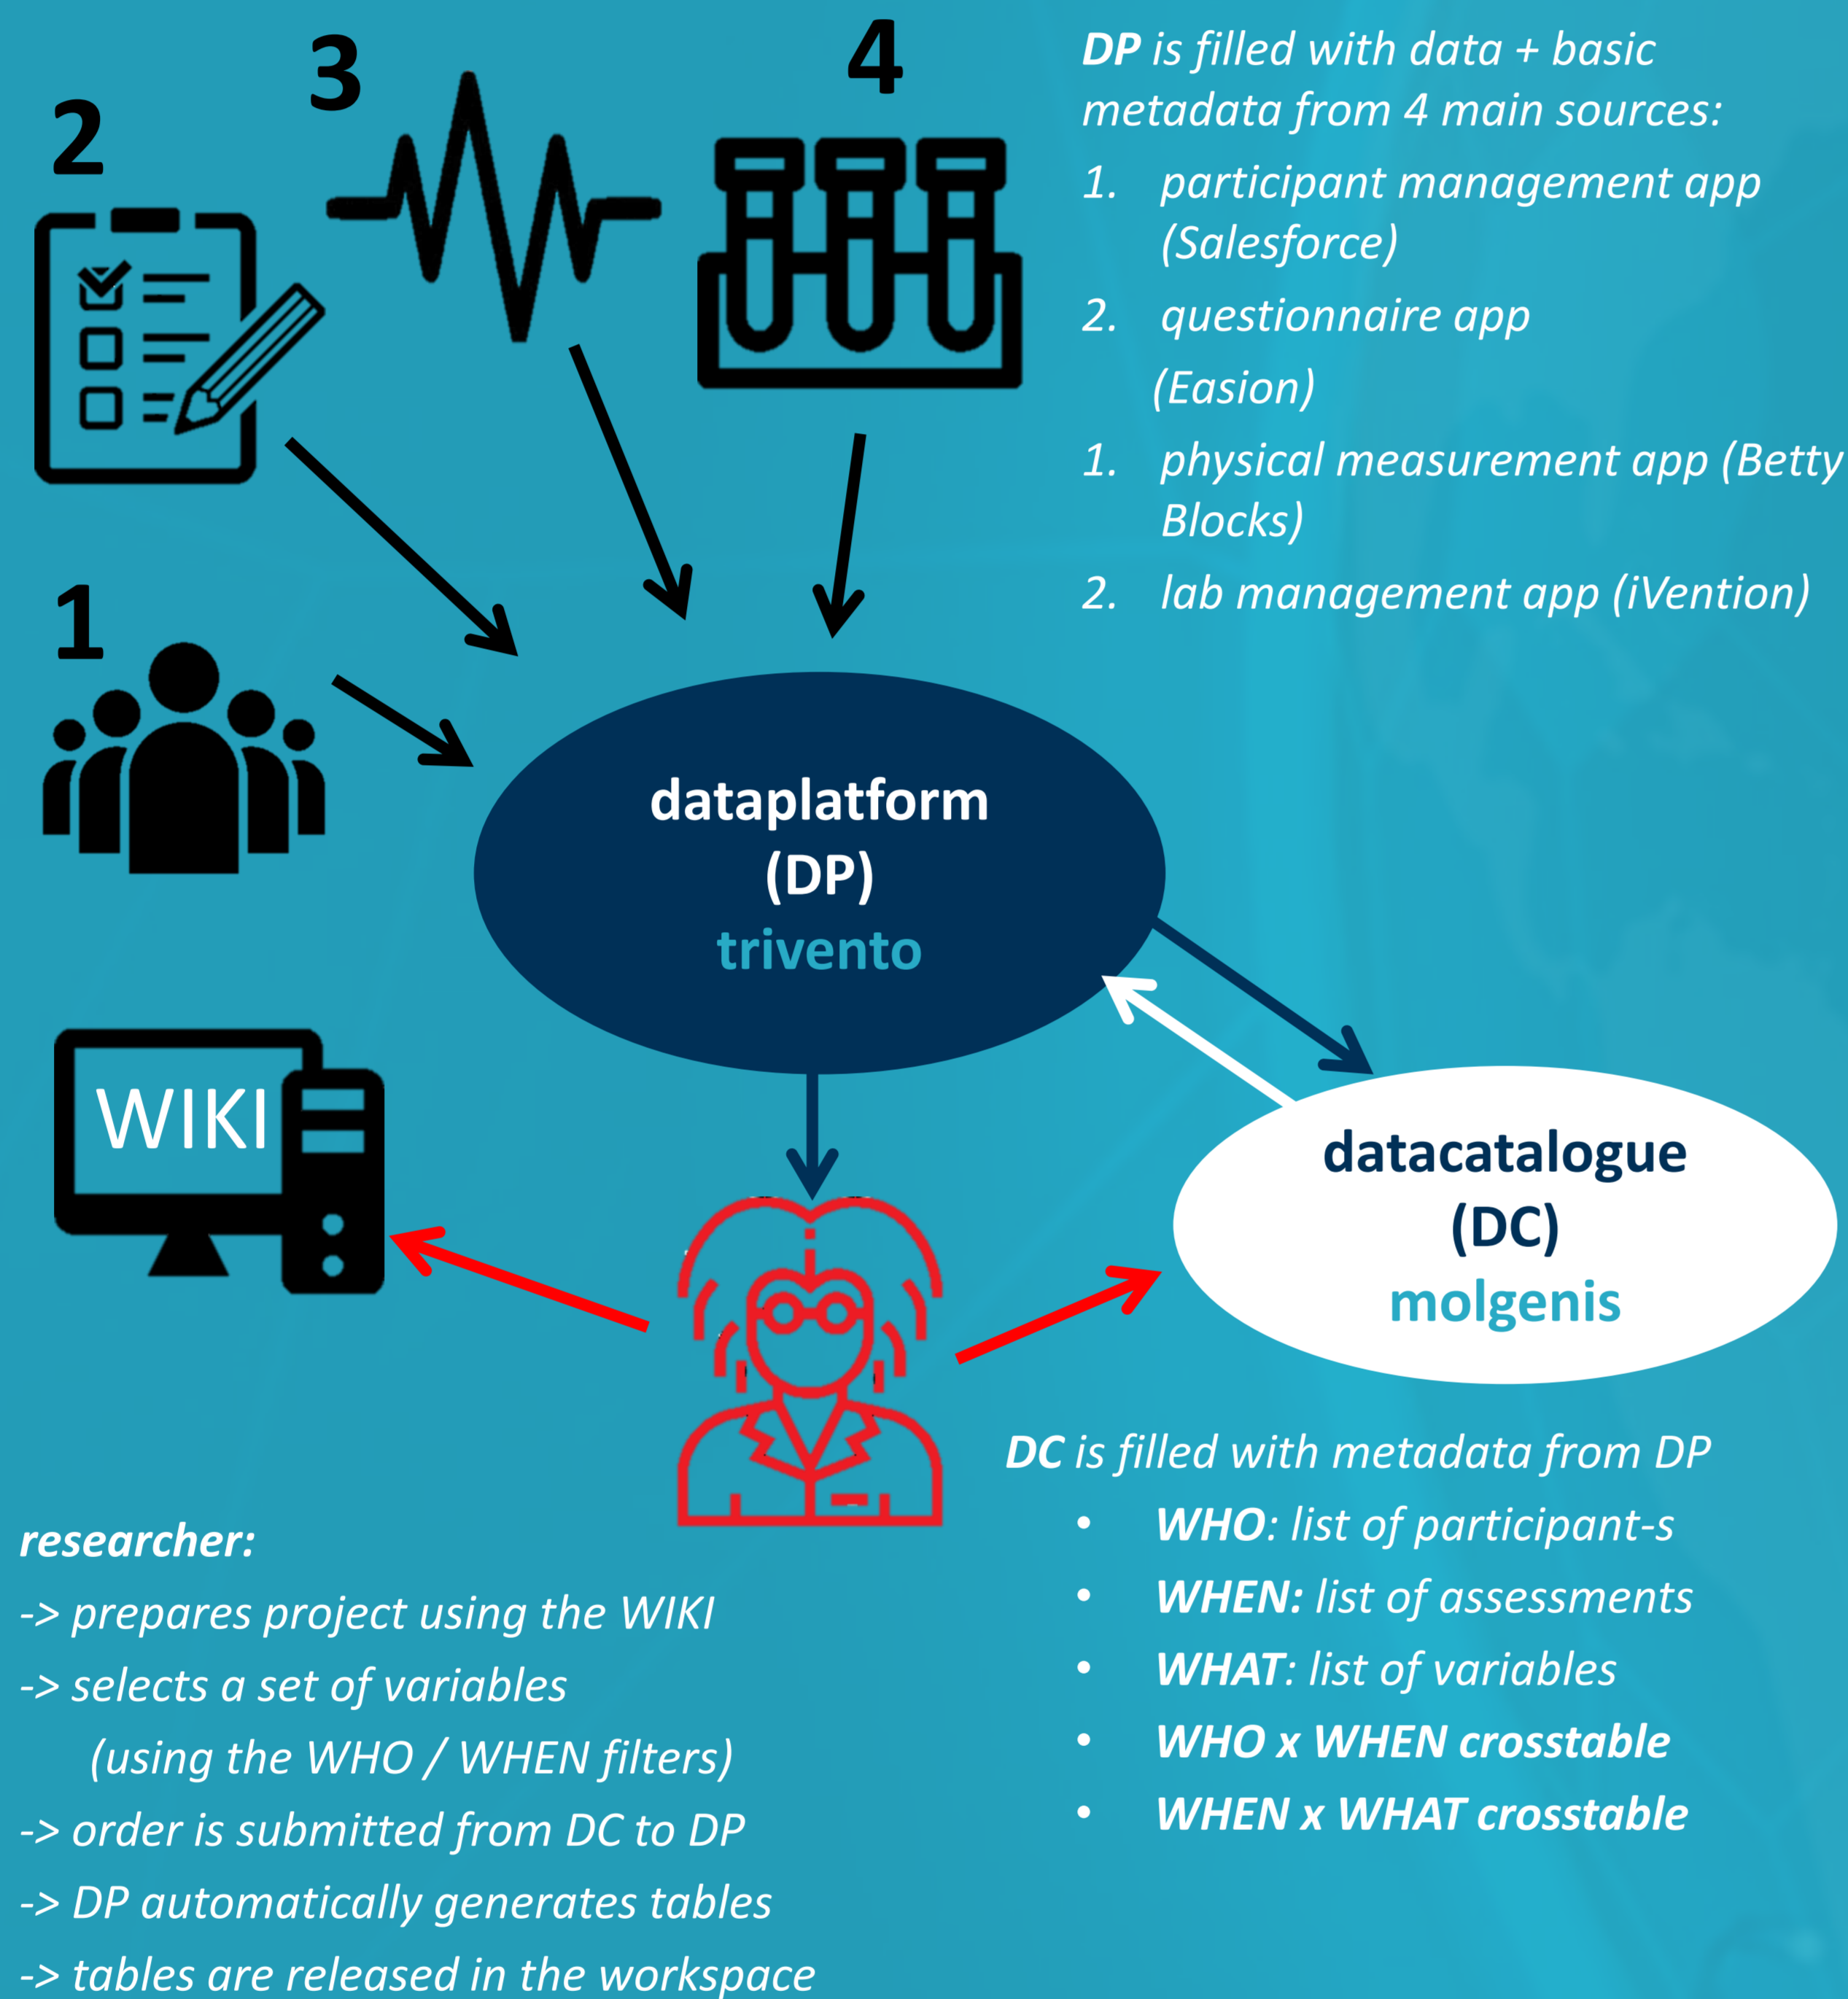 3
4
2
1
DP is filled with data + basic
metadata from 4 main sources:
1. participant management app
(Salesforce)
2. questionnaire app
(Easion)
1. physical measurement app (Betty
Blocks)
2. lab management app (iVention)
dataplatform
(DP)
trivento
WIKI
datacatalogue
(DC)
molgenis
DC is filled with metadata from DP
• WHO: list of participant-s
• WHEN: list of assessments
• WHAT: list of variables
• WHO x WHEN crosstable
• WHEN x WHAT crosstable
researcher:
-> prepares project using the WIKI
-> selects a set of variables
(using the WHO / WHEN filters)
-> order is submitted from DC to DP
-> DP automatically generates tables
-> tables are released in the workspace